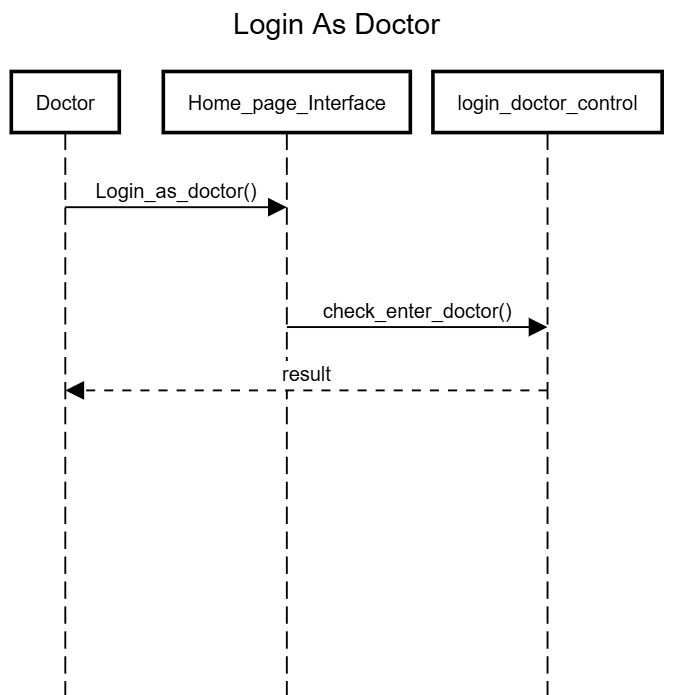 Login As Doctor
Doctor
Home_page_Interface
login_doctor_control
Login_as_doctor()
check_enter_doctor()
result